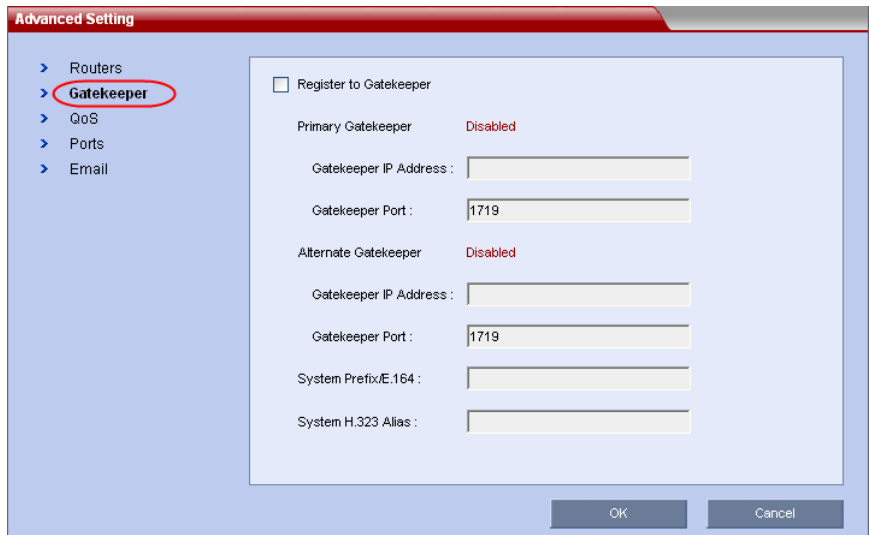 Advanced Setting
Routers
Gatekeeper
QoS
Ports
Email
Register to Gatekeeper
Primary Gatekeeper Disabled
Gatekeeper IP Address :
Gatekeeper Port : 1719
Alternate Gatekeeper Disabled
Gatekeeper IP Address :
Gatekeeper Port : 1719
System Prefix/E.164 :
System H.323 Alias :
OK Cancel